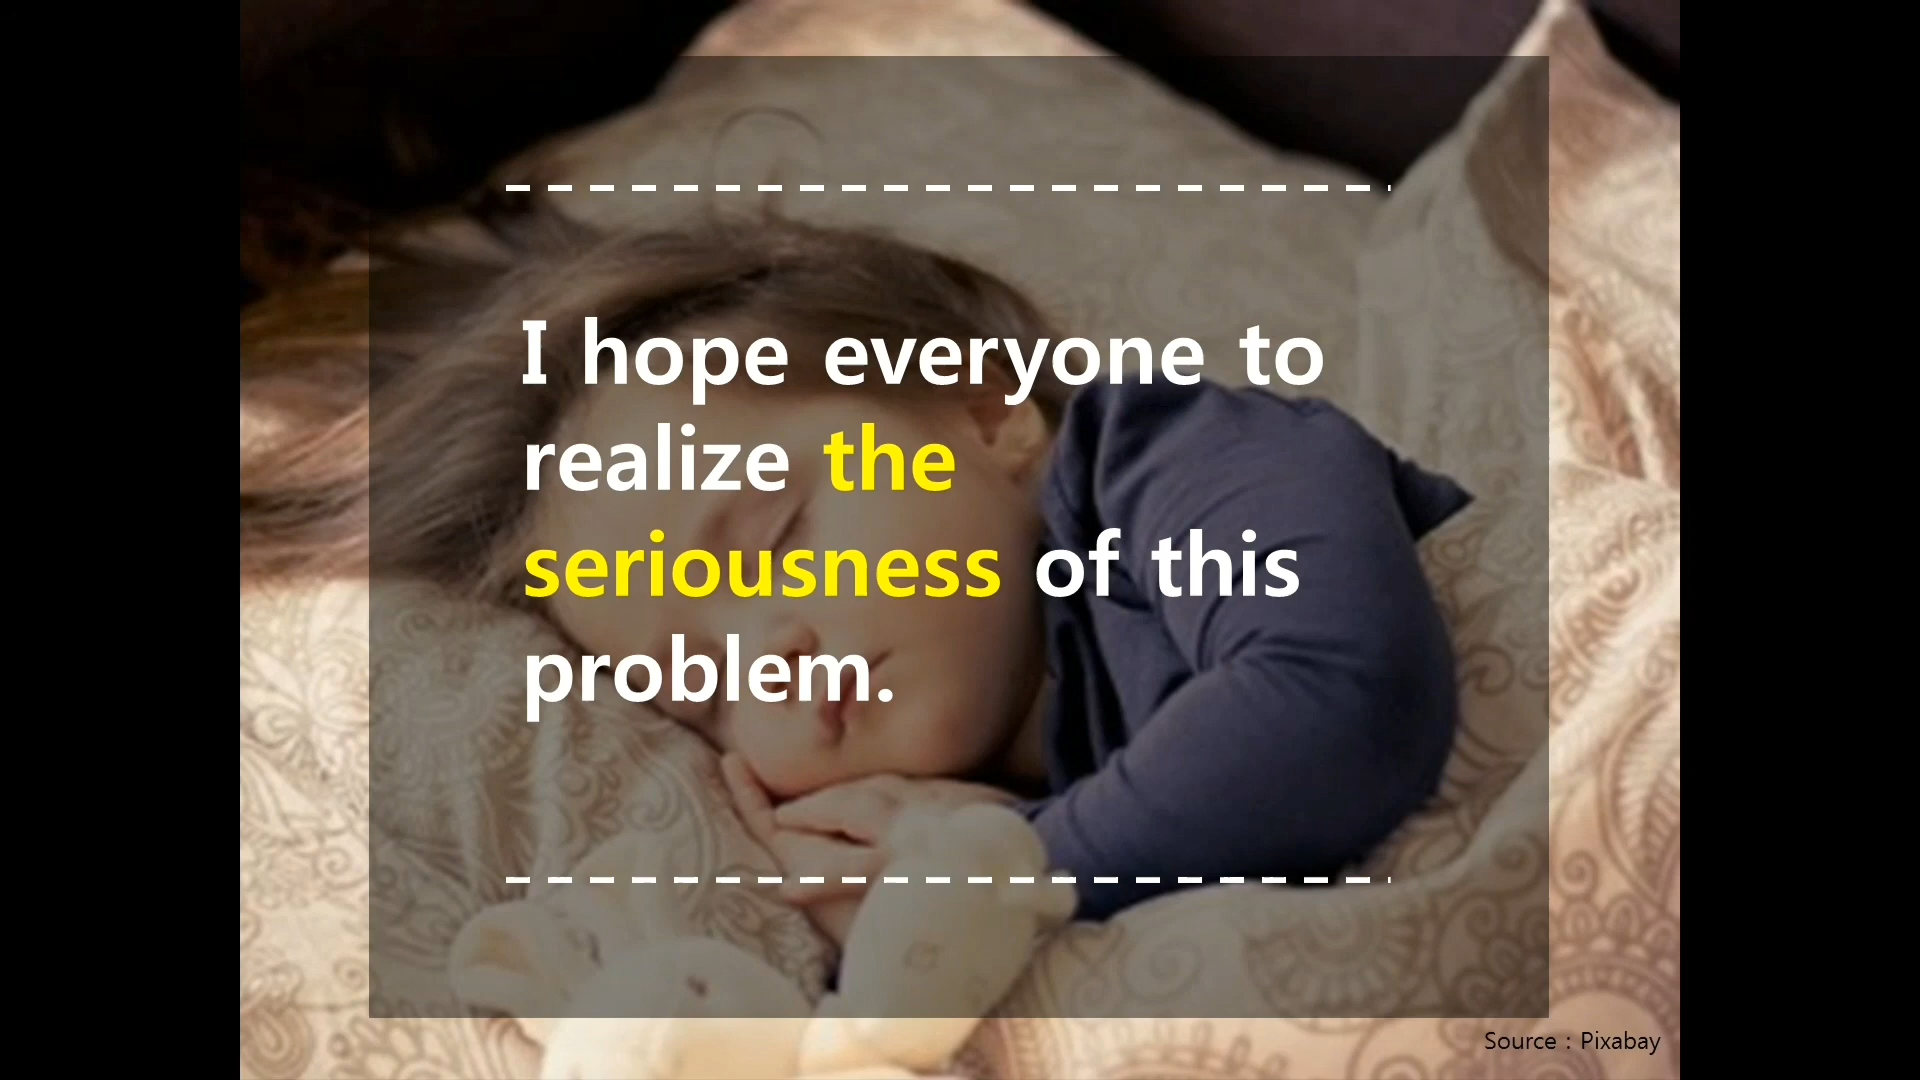 I hope everyone to
realize the
seriousness of this
problem.
Source : Pixabay